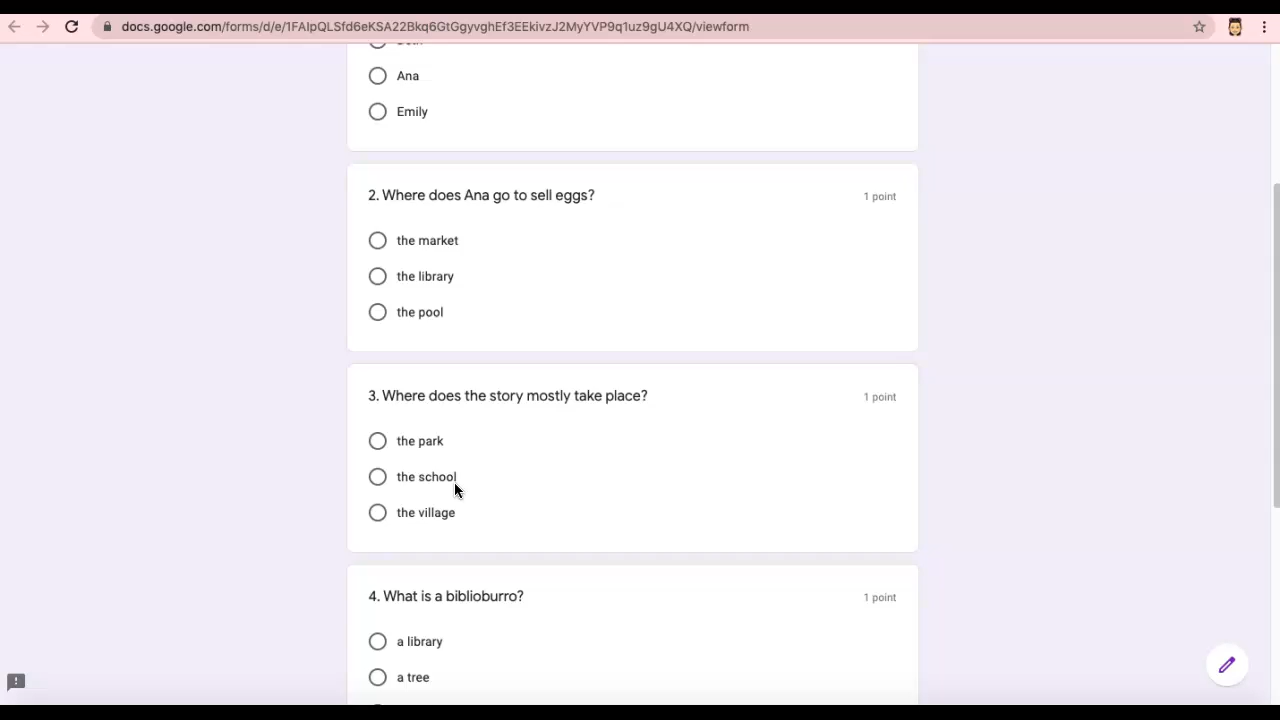 docs.google.com/forms/d/e/1FAIpQLSfd6eKSA22Bkq6GtGgyvghEf3EEkivzJ2MyYVP9q1uz9gU4XQ/viewform
Ana
Emily
2. Where does Ana go to sell eggs?
1 point
the market
the library
the pool
3. Where does the story mostly take place?
1 point
the park
the school
the village
4. What is a biblioburro?
1 point
a library
a tree